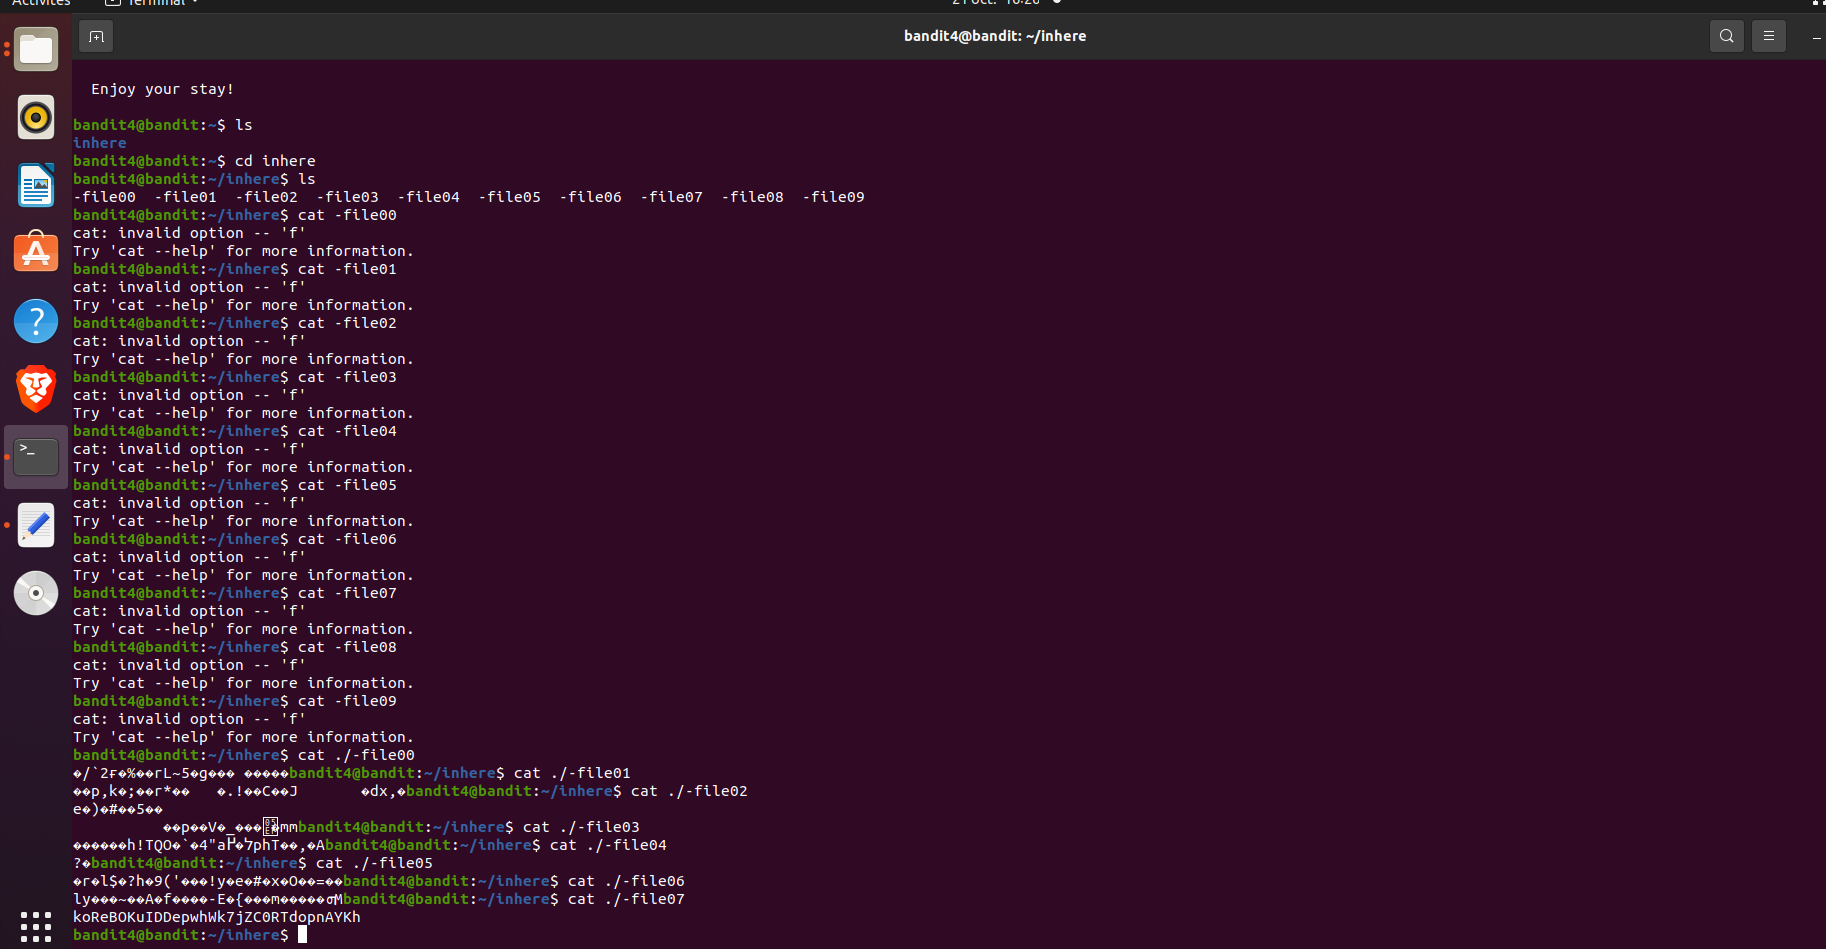 Activités Terminal
21 oct. 16:26
bandit4@bandit: ~/inhere
Enjoy your stay!
bandit4@bandit:~$ ls
inhere
bandit4@bandit:~$ cd inhere
bandit4@bandit:~/inhere$ ls
-file00  -file01  -file02  -file03  -file04  -file05  -file06  -file07  -file08  -file09
bandit4@bandit:~/inhere$ cat -file00
cat: invalid option -- 'f'
Try 'cat --help' for more information.
bandit4@bandit:~/inhere$ cat -file01
cat: invalid option -- 'f'
Try 'cat --help' for more information.
bandit4@bandit:~/inhere$ cat -file02
cat: invalid option -- 'f'
Try 'cat --help' for more information.
bandit4@bandit:~/inhere$ cat -file03
cat: invalid option -- 'f'
Try 'cat --help' for more information.
bandit4@bandit:~/inhere$ cat -file04
cat: invalid option -- 'f'
Try 'cat --help' for more information.
bandit4@bandit:~/inhere$ cat -file05
cat: invalid option -- 'f'
Try 'cat --help' for more information.
bandit4@bandit:~/inhere$ cat -file06
cat: invalid option -- 'f'
Try 'cat --help' for more information.
bandit4@bandit:~/inhere$ cat -file07
cat: invalid option -- 'f'
Try 'cat --help' for more information.
bandit4@bandit:~/inhere$ cat -file08
cat: invalid option -- 'f'
Try 'cat --help' for more information.
bandit4@bandit:~/inhere$ cat -file09
cat: invalid option -- 'f'
Try 'cat --help' for more information.
bandit4@bandit:~/inhere$ cat ./-file00
�/`2ғ�%��rL~5�g��� �����bandit4@bandit:~/inhere$ cat ./-file01
��p,k�;��r*��   �.!��C��J       �dx,�bandit4@bandit:~/inhere$ cat ./-file02
e�)�#��5��
��p��V�_���bandit4@bandit:~/inhere$ cat ./-file03
������h!TQO�`�4"a�phT��,�Abandit4@bandit:~/inhere$ cat ./-file04
?�bandit4@bandit:~/inhere$ cat ./-file05
�r�l$�?h�9('���!y�e�#�x�O��=��bandit4@bandit:~/inhere$ cat ./-file06
ly���~��A�f����-E�{���bandit4@bandit:~/inhere$ cat ./-file07
koReBOKuIDDepwhWk7jZC0RTdopnAYKh
bandit4@bandit:~/inhere$